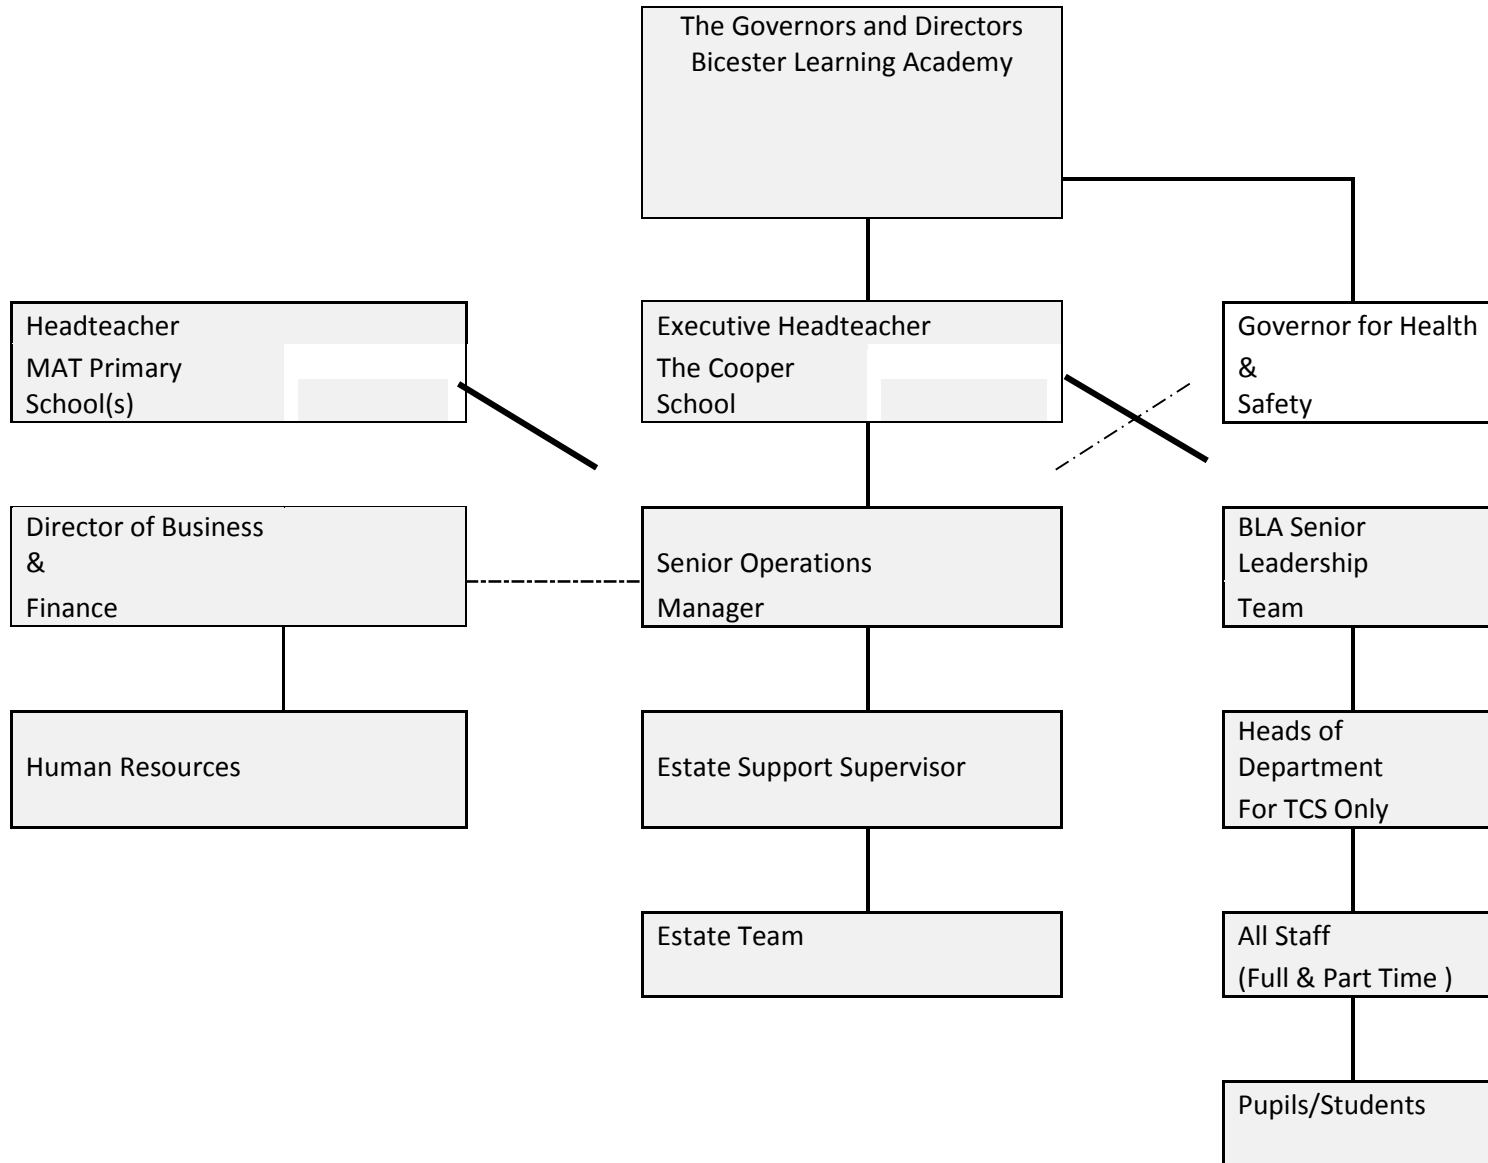 The Governors and Directors
Bicester Learning Academy
Headteacher
MAT Primary
School(s)
Executive Headteacher
The Cooper
School
Governor for Health
&
Safety
Director of Business
&
Finance
Senior Operations
Manager
BLA Senior
Leadership
Team
Human Resources
Estate Support Supervisor
Heads of
Department
For TCS Only
Estate Team
All Staff
(Full & Part Time )
Pupils/Students